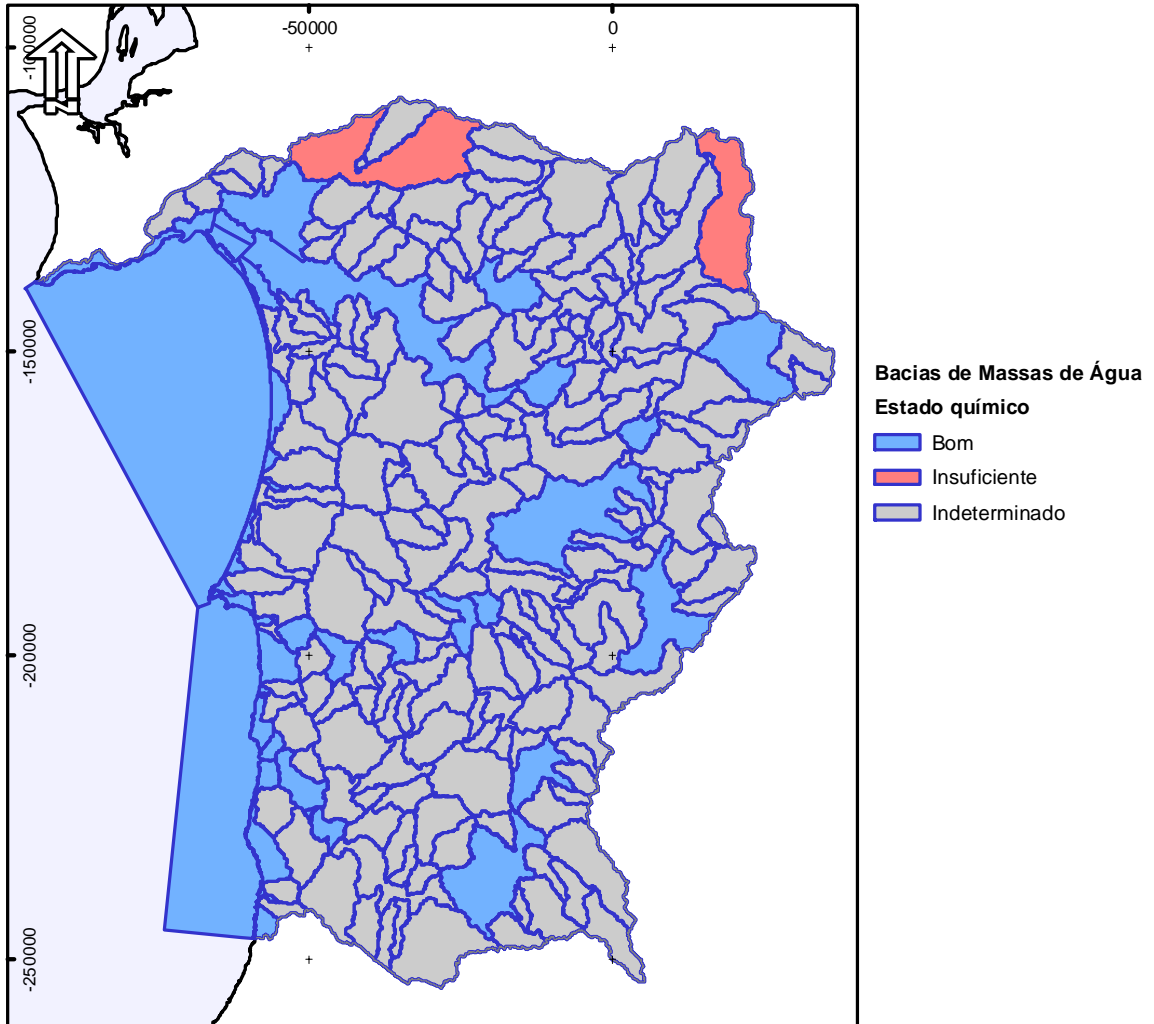 -50000
0
-100000
N
-150000
-200000
-250000
Bacias de Massas de Água
Estado químico
Bom
Insuficiente
Indeterminado